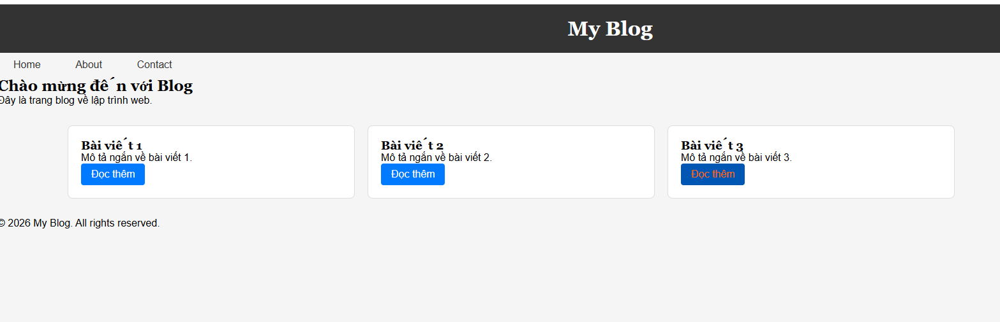 My Blog
Home About Contact
Chào mừng đến với Blog
Đây là trang blog về lập trình web.
Bài viết 1
Mô tả ngắn về bài viết 1.
Đọc thêm
Bài viết 2
Mô tả ngắn về bài viết 2.
Đọc thêm
Bài viết 3
Mô tả ngắn về bài viết 3.
Đọc thêm
© 2026 My Blog. All rights reserved.